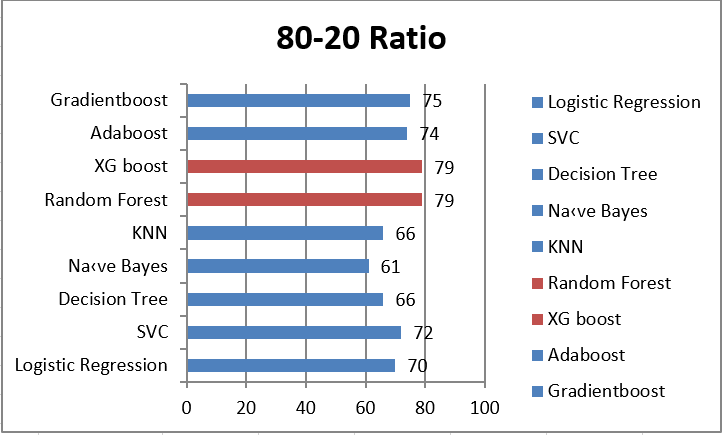 80-20 Ratio
Gradientboost 75
Adaboost 74
XG boost 79
Random Forest 79
KNN 66
Na‹ve Bayes 61
Decision Tree 66
SVC 72
Logistic Regression 70
0 20 40 60 80 100
Logistic Regression
SVC
Decision Tree
Na‹ve Bayes
KNN
Random Forest
XG boost
Adaboost
Gradientboost